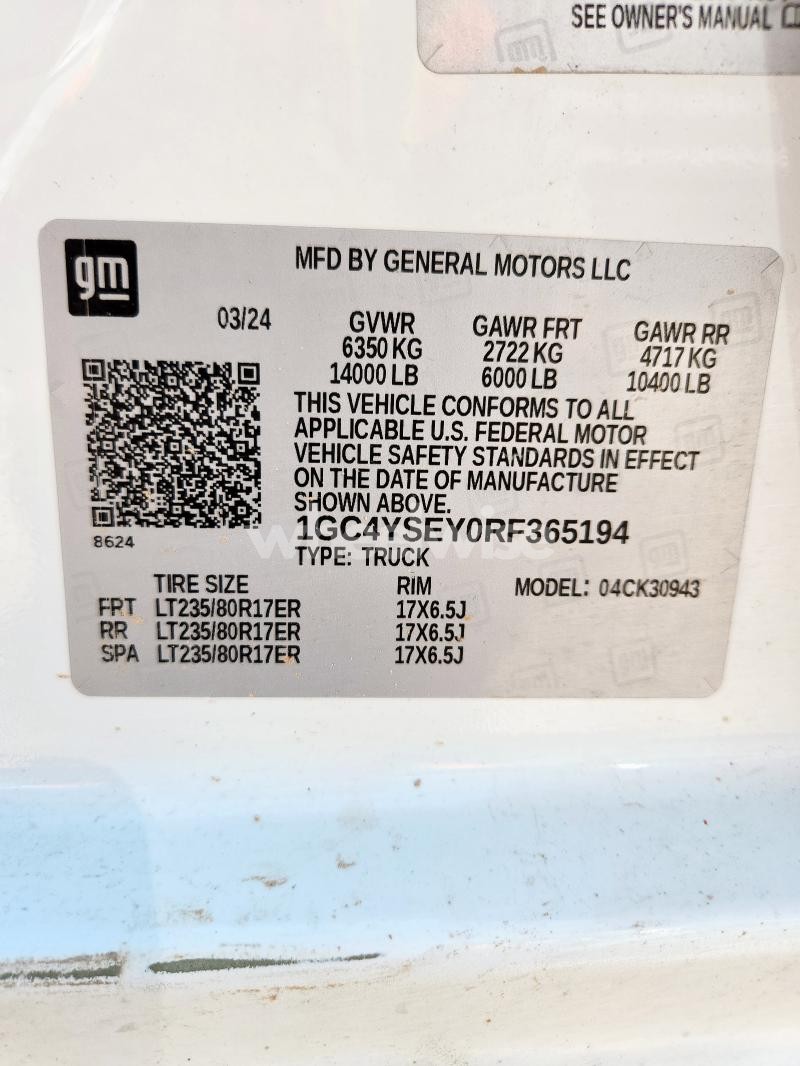 SEE OWNER'S MANUAL
gm
MFD BY GENERAL MOTORS LLC
03/24 GVWR GAWR FRT GAWR RR
6350 KG 2722 KG 4717 KG
14000 LB 6000 LB 10400 LB
THIS VEHICLE CONFORMS TO ALL
APPLICABLE U.S. FEDERAL MOTOR
VEHICLE SAFETY STANDARDS IN EFFECT
ON THE DATE OF MANUFACTURE
SHOWN ABOVE.
8624 1GC4YSEY0RF365194
TYPE: TRUCK
TIRE SIZE RIM MODEL: 04CK30943
FRT LT235/80R17ER 17X6.5J
RR LT235/80R17ER 17X6.5J
SPA LT235/80R17ER 17X6.5J